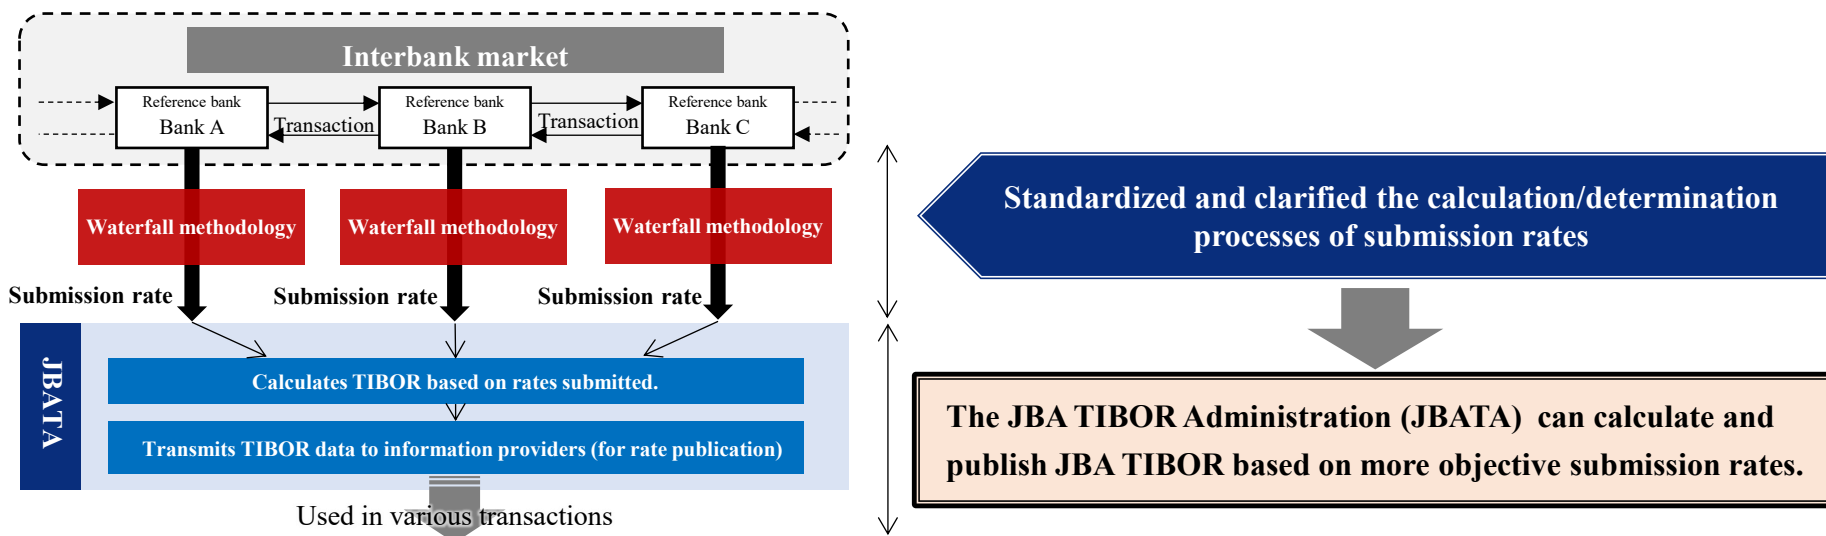 Interbank market
Reference bank
Bank A
Transaction
Reference bank
Bank B
Transaction
Reference bank
Bank C
Waterfall methodology
Waterfall methodology
Waterfall methodology
Submission rate
Submission rate
Submission rate
JBATA
Calculates TIBOR based on rates submitted.
Transmits TIBOR data to information providers (for rate publication)
Used in various transactions
Standardized and clarified the calculation/determination
processes of submission rates
The JBA TIBOR Administration (JBATA) can calculate and
publish JBA TIBOR based on more objective submission rates.